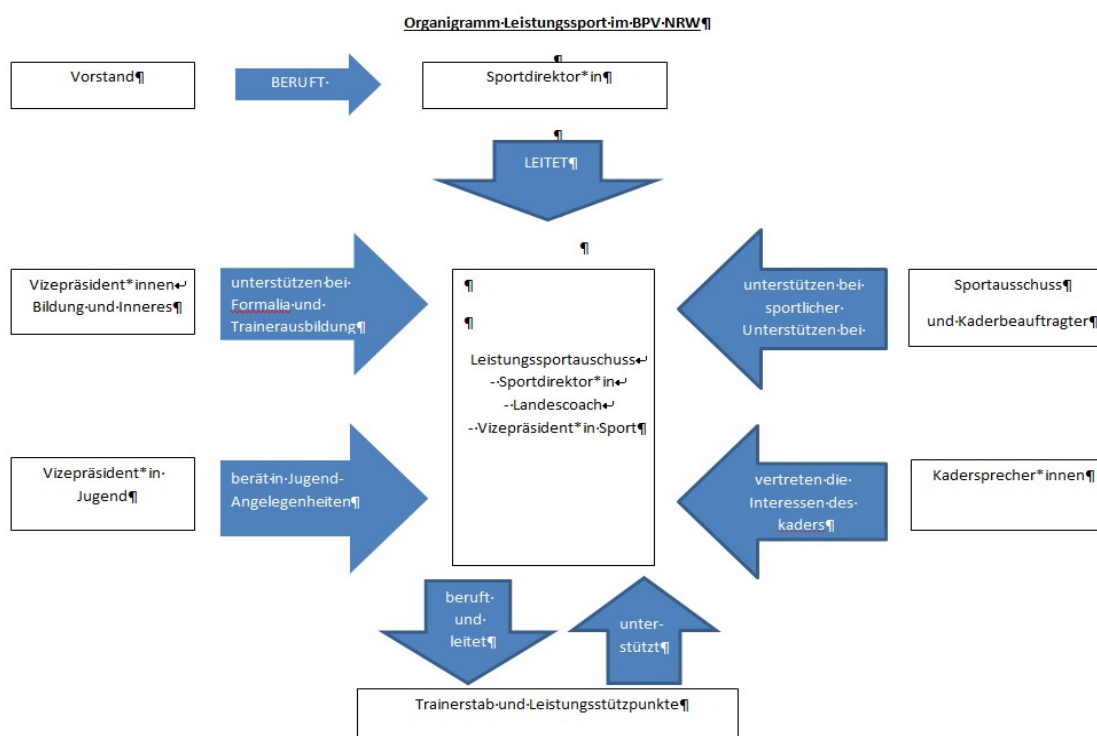 Organigramm·Leistungssport·im·BPV·NRW¶
¶
Vorstand¶
BERUFT·
Sportdirektor*in¶
¶
LEITET¶
¶
Vizepräsident*innen↵
Bildung·und·Inneres¶
unterstützen·bei·
Formalia·und·
Trainerausbildung¶
¶
¶
Leistungssportauschuss↵
-·Sportdirektor*in↵
-·Landescoach↵
-·Vizepräsident*in·Sport¶
unterstützen·bei·
sportlicher·
Unterstützen·bei·
Sportausschuss¶
und·Kaderbeauftragter¶
Vizepräsident*in·
Jugend¶
berät·in·Jugend-
Angelegenheiten¶
vertreten·die·
Interessen·des·
kaders¶
Kadersprecher*innen¶
beruft·
und·
leitet¶
unter-
stützt¶
Trainerstab·und·Leistungsstützpunkte¶